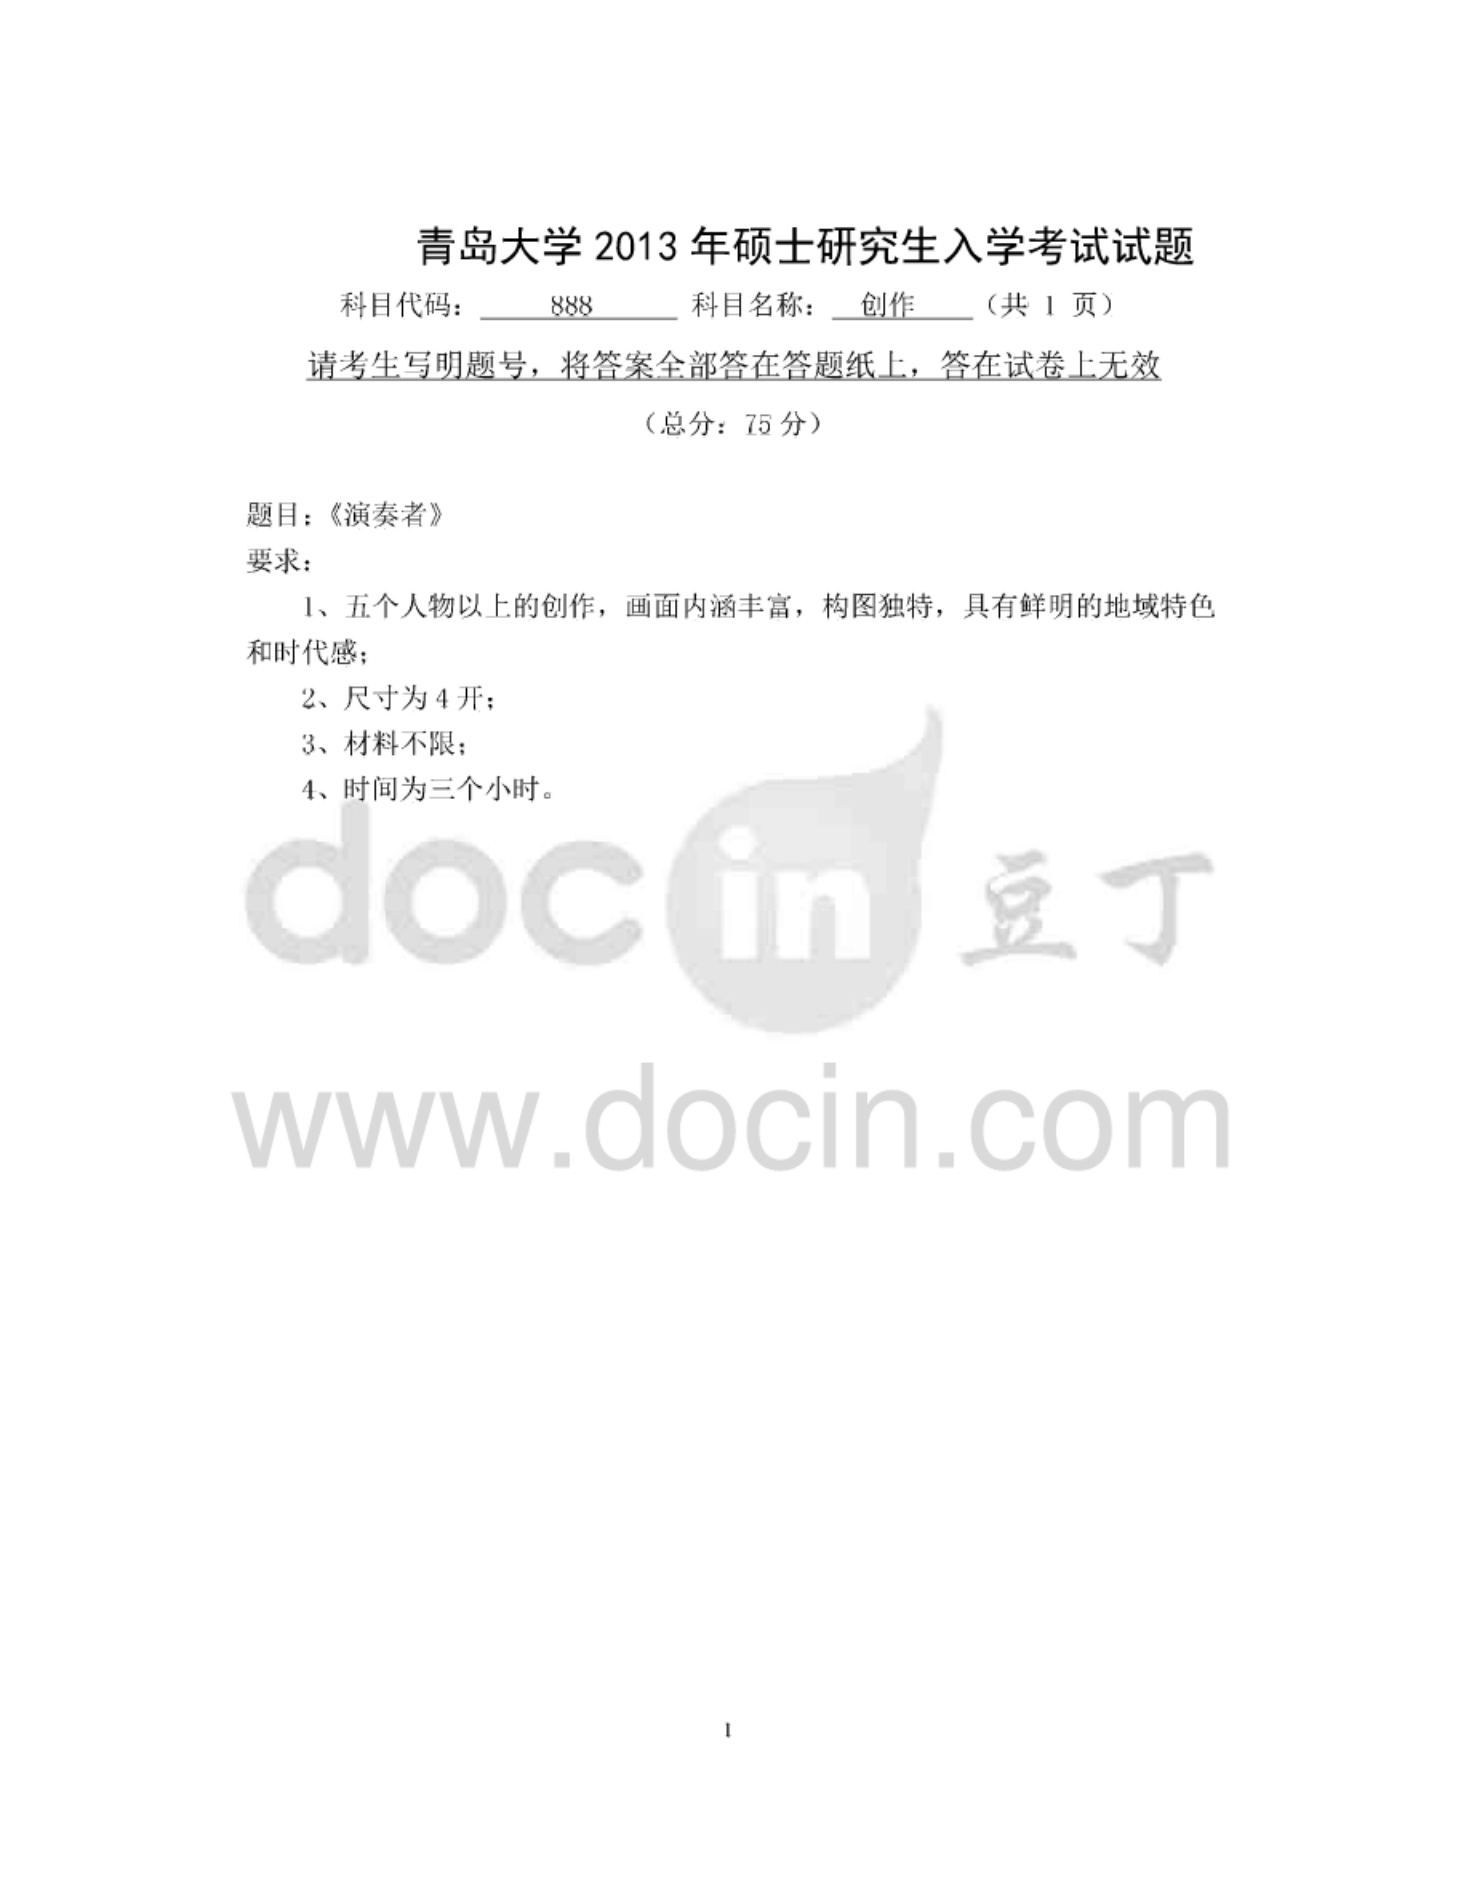 青岛大学 2013 年硕士研究生入学考试试题
科目代码： 888 科目名称： 创作 （共 1 页）
请考生写明题号，将答案全部答在答题纸上，答在试卷上无效
（总分：75 分）
题目：《演奏者》
要求：
1、五个人物以上的创作，画面内涵丰富，构图独特，具有鲜明的地域特色
和时代感；
2、尺寸为 4 开；
3、材料不限；
4、时间为三个小时。
docin 豆丁
www.docin.com
1